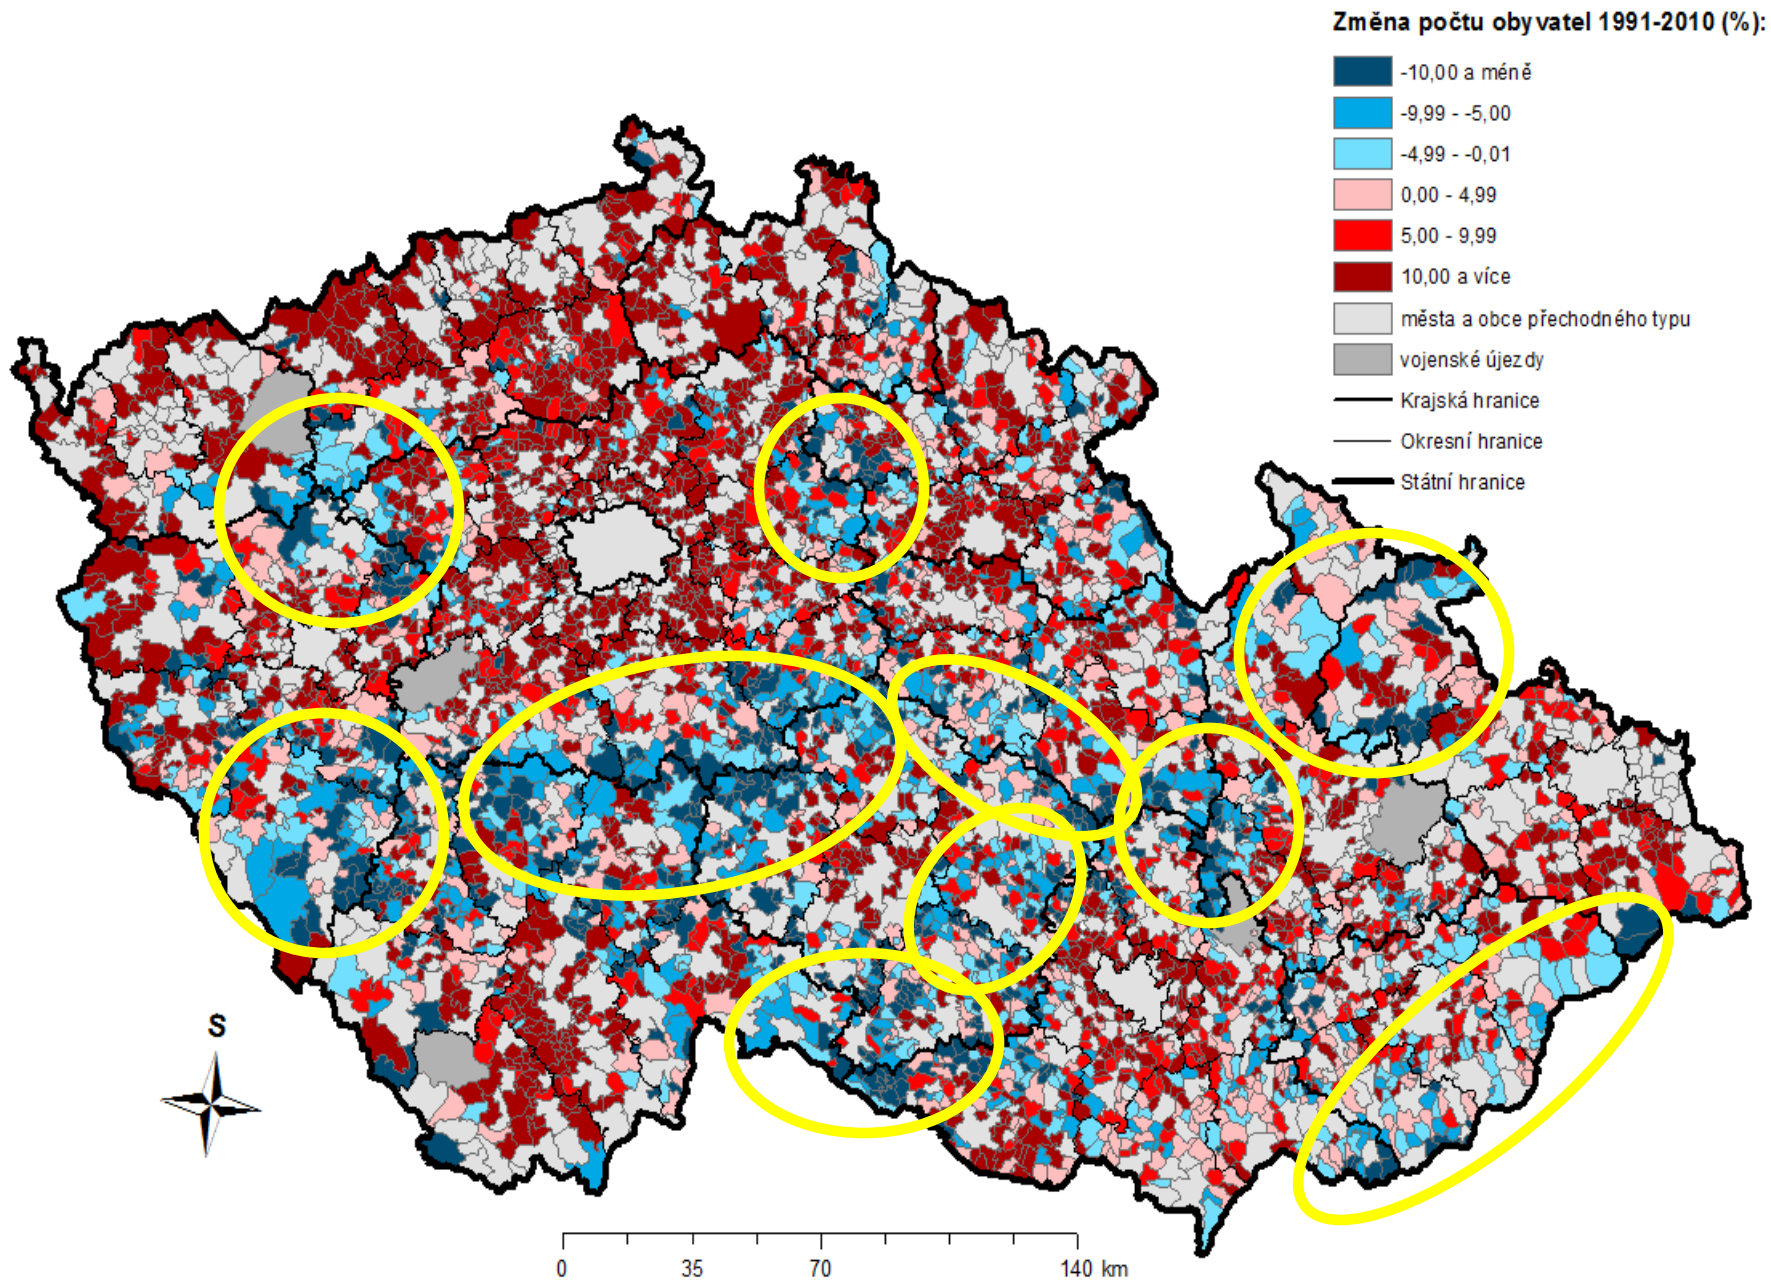 Změna počtu obyvatel 1991-2010 (%):
-10,00 a méně
-9,99 - -5,00
-4,99 - -0,01
0,00 - 4,99
5,00 - 9,99
10,00 a více
města a obce přechodného typu
vojenské újezdy
Krajská hranice
Okresní hranice
Státní hranice
S
0 35 70 140 km